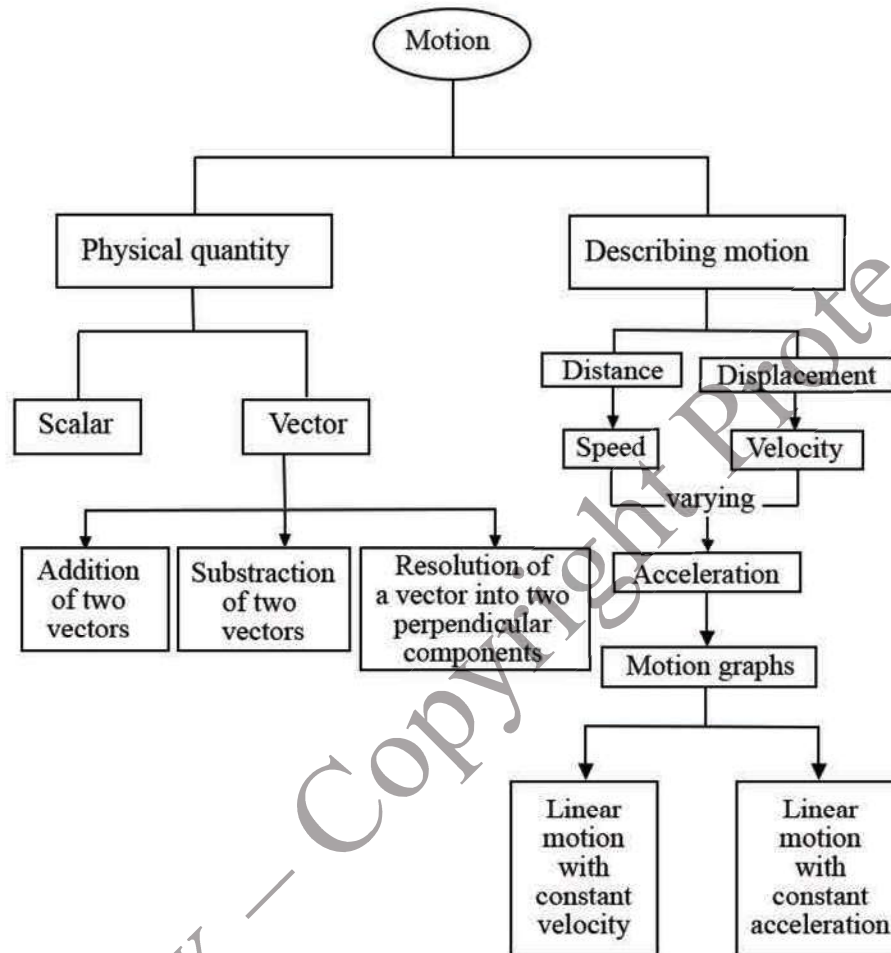 Motion
Physical quantity
Describing motion
Scalar
Vector
Distance
Displacement
Speed
Velocity
varying
Addition
of two
vectors
Substraction
of two
vectors
Resolution of
a vector into two
perpendicular
components
Acceleration
Motion graphs
Linear
motion
with
constant
velocity
Linear
motion
with
constant
acceleration
– Copyright Prote